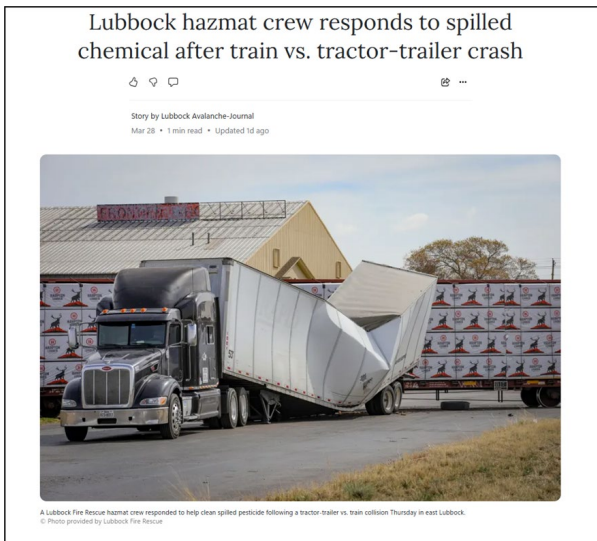 Lubbock hazmat crew responds to spilled
chemical after train vs. tractor-trailer crash
Story by Lubbock Avalanche-Journal
Mar 28 • 1 min read • Updated 1d ago
A Lubbock Fire Rescue hazmat crew responded to help clean spilled pesticide following a tractor-trailer vs. train collision Thursday in east Lubbock.
© Photo provided by Lubbock Fire Rescue